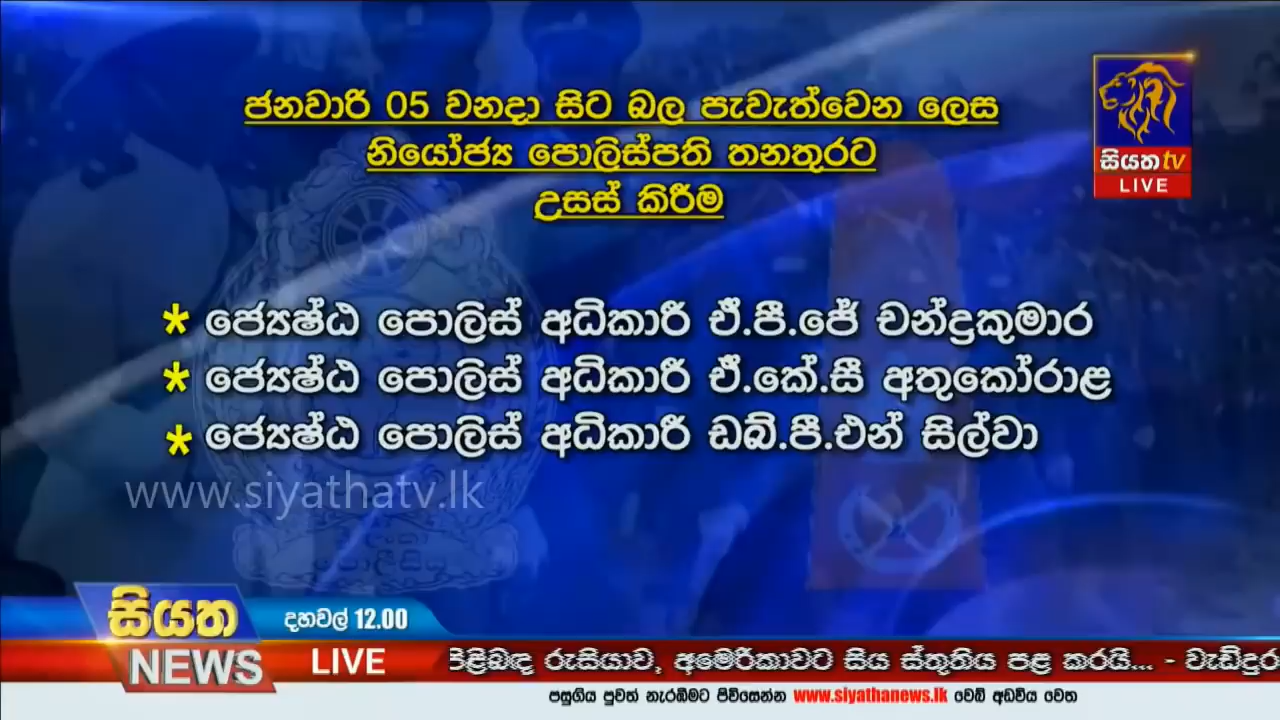 ජනවාරි 05 වනදා සිට බල පැවැත්වෙන ලෙස
නියෝජ්‍ය පොලිස්පති තනතුරට
උසස් කිරීම
සියත tv
LIVE
* ජ්‍යෙෂ්ඨ පොලිස් අධිකාරී ඒ.පී.ජේ චන්ද්‍රකුමාර
* ජ්‍යෙෂ්ඨ පොලිස් අධිකාරී ඒ.කේ.සී අතුකෝරාළ
* ජ්‍යෙෂ්ඨ පොලිස් අධිකාරී ඩබ්.පී.එන් සිල්වා
www.siyathatv.lk
පොලීසිය
සියත
දහවල් 12.00
NEWS
LIVE
රුසියාව, අමෙරිකාවට සිය ස්තුතිය පළ කරයි... -
පසුගිය පුවත් නැරඹීමට පිවිසෙන්න www.siyathanews.lk වෙබ් අඩවිය වෙත